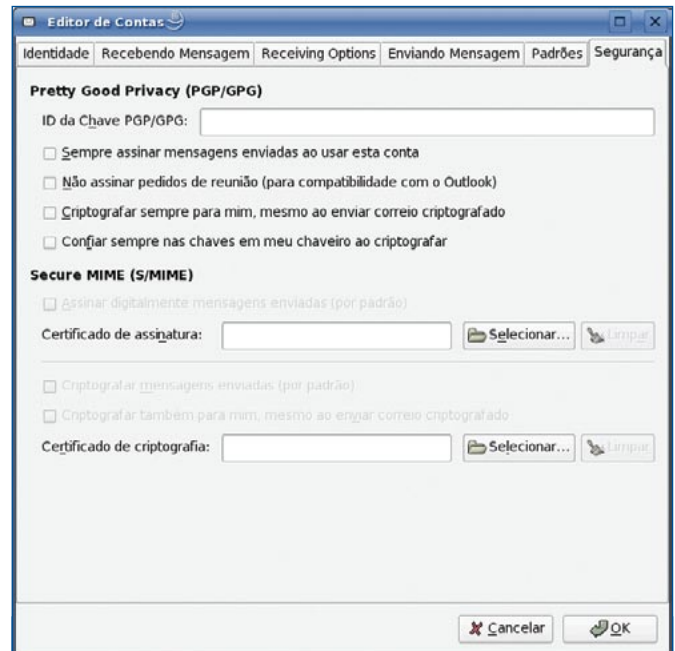 Editor de Contas
Identidade Recebendo Mensagem Receiving Options Enviando Mensagem Padrões Segurança
Pretty Good Privacy (PGP/GPG)
ID da Chave PGP/GPG:
Sempre assinar mensagens enviadas ao usar esta conta
Não assinar pedidos de reunião (para compatibilidade com o Outlook)
Criptografar sempre para mim, mesmo ao enviar correio criptografado
Confiar sempre nas chaves em meu chaveiro ao criptografar
Secure MIME (S/MIME)
Assinar digitalmente mensagens enviadas (por padrão)
Certificado de assinatura: Selecionar... Limpar
Criptografar mensagens enviadas (por padrão)
Criptografar também para mim, mesmo ao enviar correio criptografado
Certificado de criptografia: Selecionar... Limpar
Cancelar OK